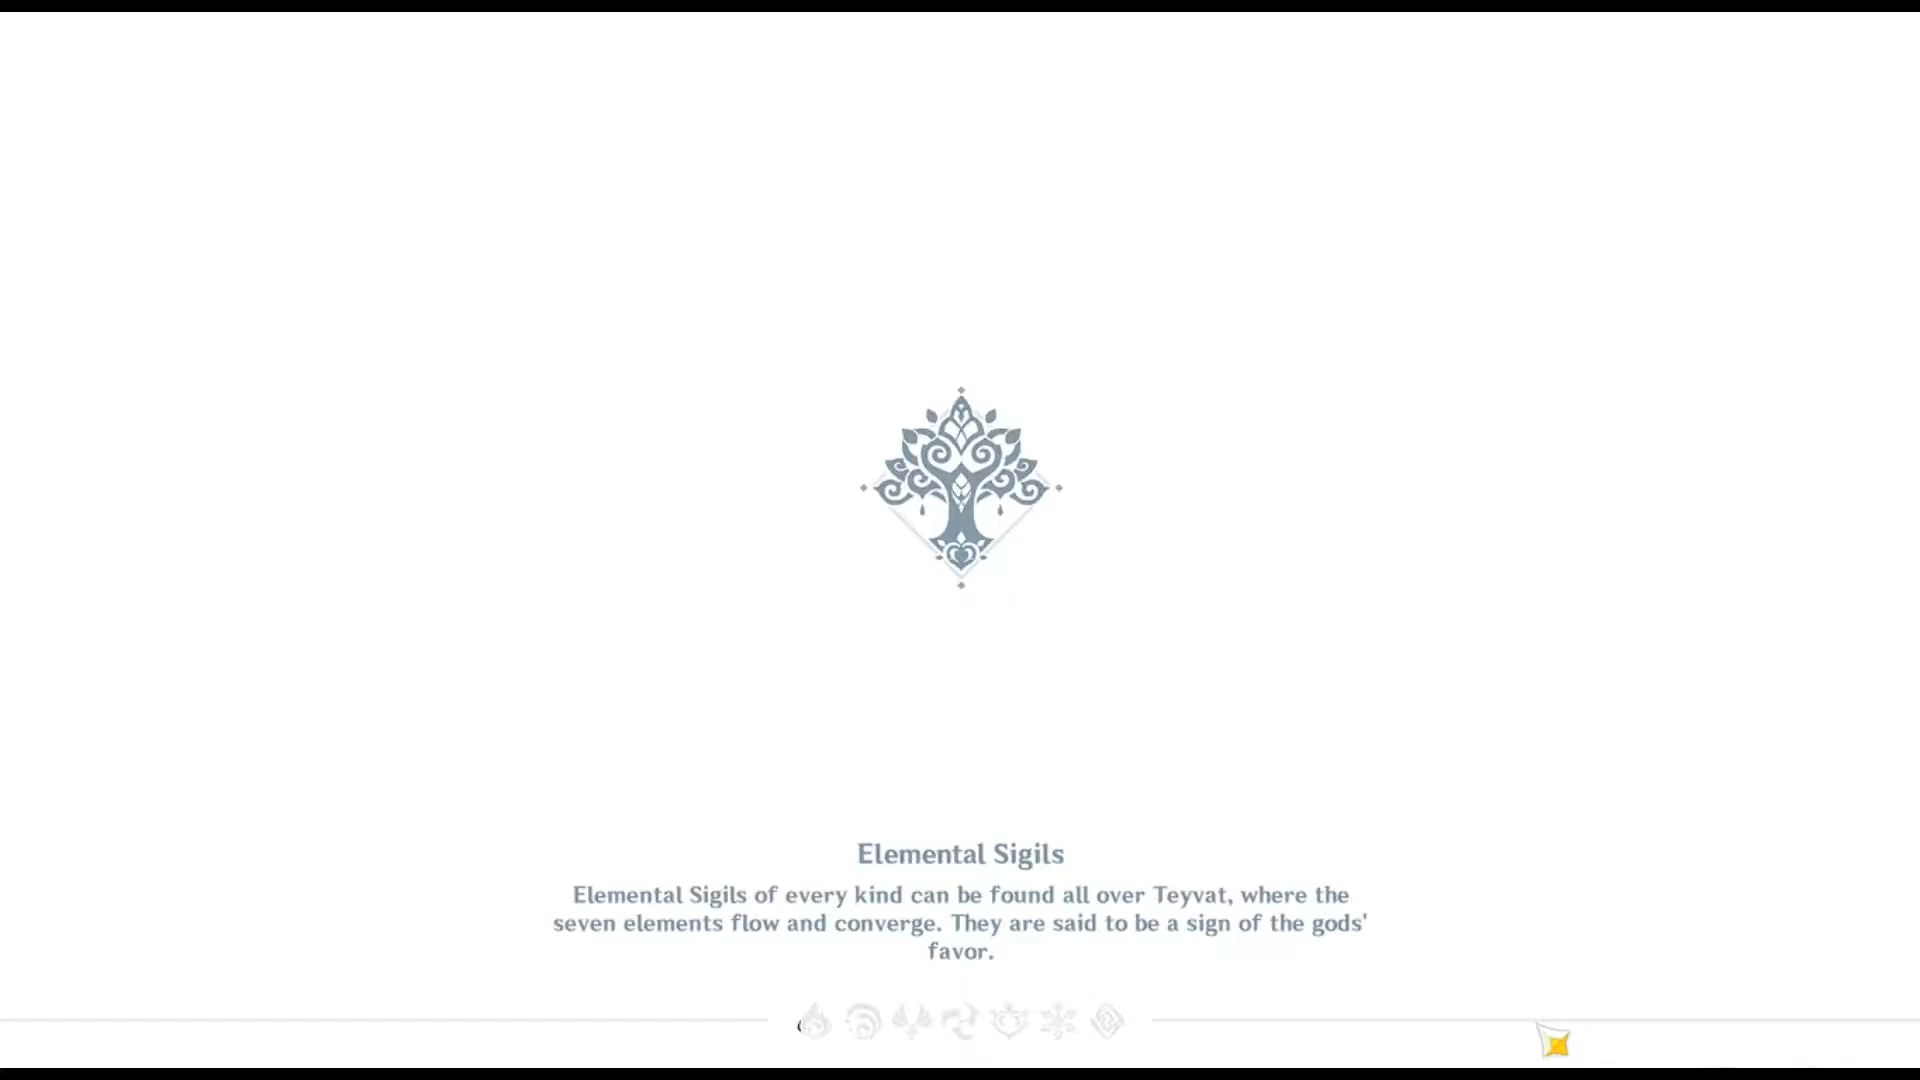 Elemental Sigils
Elemental Sigils of every kind can be found all over Teyvat, where the
seven elements flow and converge. They are said to be a sign of the gods'
favor.